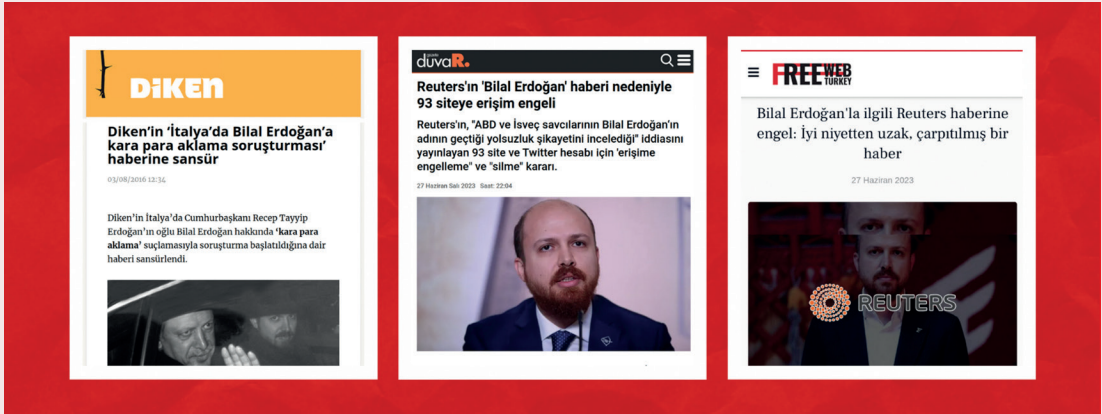 DiKEN
Diken'in 'İtalya'da Bilal Erdoğan'a
kara para aklama soruşturması'
haberine sansür
03/08/2016 12:34
Diken'in İtalya'da Cumhurbaşkanı Recep Tayyip
Erdoğan'ın oğlu Bilal Erdoğan hakkında 'kara para
aklama' suçlamasıyla soruşturma başlatıldığına dair
haberi sansürlendi.
gazete
duvaR.
Reuters'ın 'Bilal Erdoğan' haberi nedeniyle
93 siteye erişim engeli
Reuters'ın, "ABD ve İsveç savcılarının Bilal Erdoğan'ın
adının geçtiği yolsuzluk şikayetini incelediği" iddiasını
yayınlayan 93 site ve Twitter hesabı için 'erişime
engelleme" ve "silme" kararı.
27 Haziran Salı 2023 Saat: 22:04
FREE WEB
TURKEY
Bilal Erdoğan'la ilgili Reuters haberine
engel: İyi niyetten uzak, çarpıtılmış bir
haber
27 Haziran 2023
REUTERS